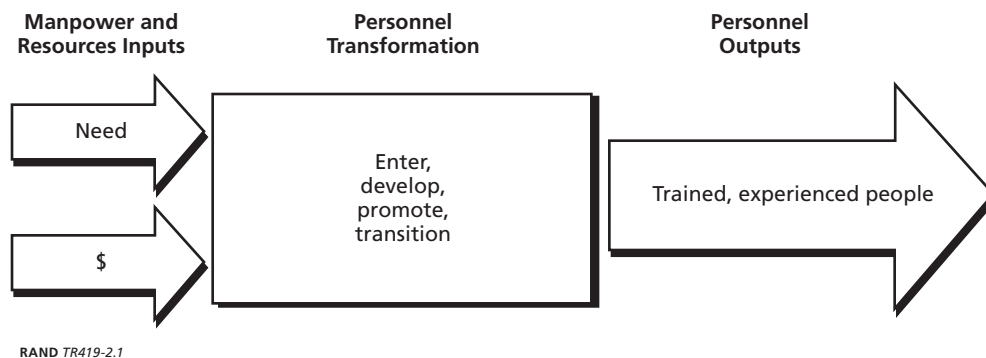 Manpower and
Resources Inputs
Personnel
Transformation
Personnel
Outputs
Need
$
Enter,
develop,
promote,
transition
Trained, experienced people
RAND TR419-2.1